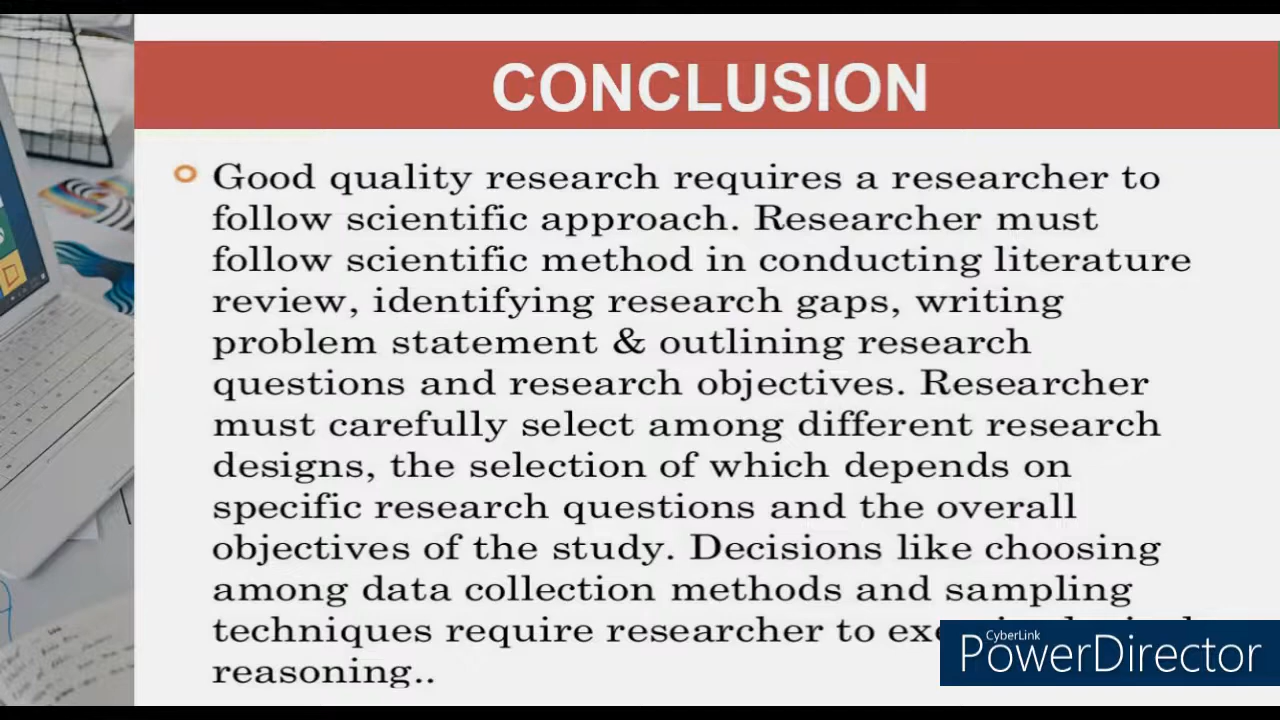 CONCLUSION
Good quality research requires a researcher to
follow scientific approach. Researcher must
follow scientific method in conducting literature
review, identifying research gaps, writing
problem statement & outlining research
questions and research objectives. Researcher
must carefully select among different research
designs, the selection of which depends on
specific research questions and the overall
objectives of the study. Decisions like choosing
among data collection methods and sampling
techniques require researcher to
reasoning..
CyberLink
PowerDirector